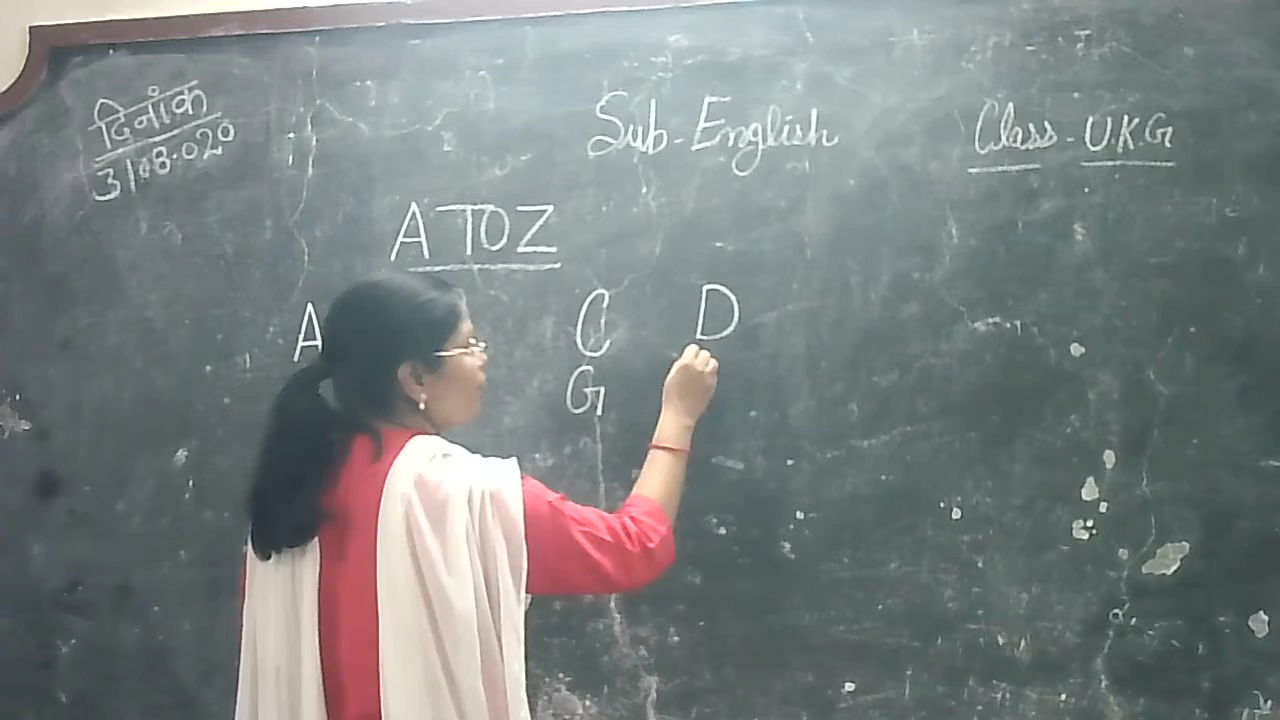 दिनांक
31.08.020
Sub-English
Class-U.K.G
A TO Z
A C D
G